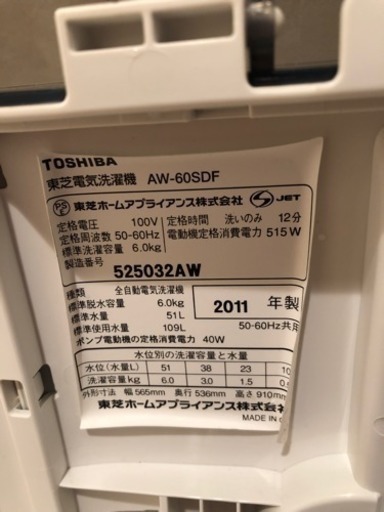 TOSHIBA
東芝電気洗濯機 AW-60SDF
PS E 東芝ホームアプライアンス株式会社 S JET
定格電圧 100V 定格時間 洗いのみ 12分
定格周波数 50-60Hz 電動機定格消費電力 515W
標準洗濯容量 6.0kg
製造番号
525032AW
種類 全自動電気洗濯機
標準脱水容量 6.0kg 2011 年製
標準水量 51L
標準使用水量 109L 50-60Hz共用
ポンプ電動機の定格消費電力 40W
水位別の洗濯容量と水量
水位(水量L) 51 38 23
洗濯容量kg 6.0 3.0 1.5
外形寸法 幅565mm 奥行536mm 高さ910mm
東芝ホームアプライアンス株式会社
MADE IN